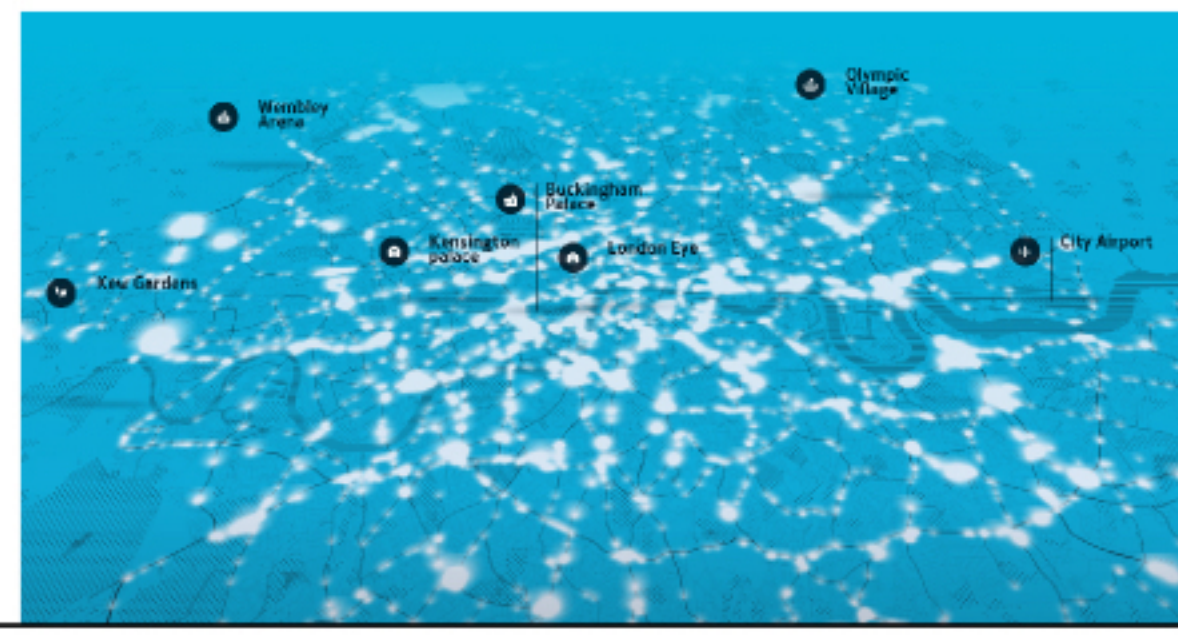 Olympic
Village
Wembley
Arena
Buckingham
Palace
Kensington
palace
London Eye
City Airport
Kew Gardens